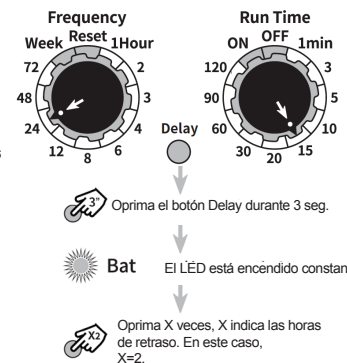 Frequency
Run Time
Week Reset 1Hour
72 2
48 3
24 4
12 8 6
ON OFF 1min
120 3
90 5
60 10
30 20 15
Delay
3"
Oprima el botón Delay durante 3 seg.
Bat
El LED está encendido constan
X2
Oprima X veces, X indica las horas
de retraso. En este caso,
X=2.